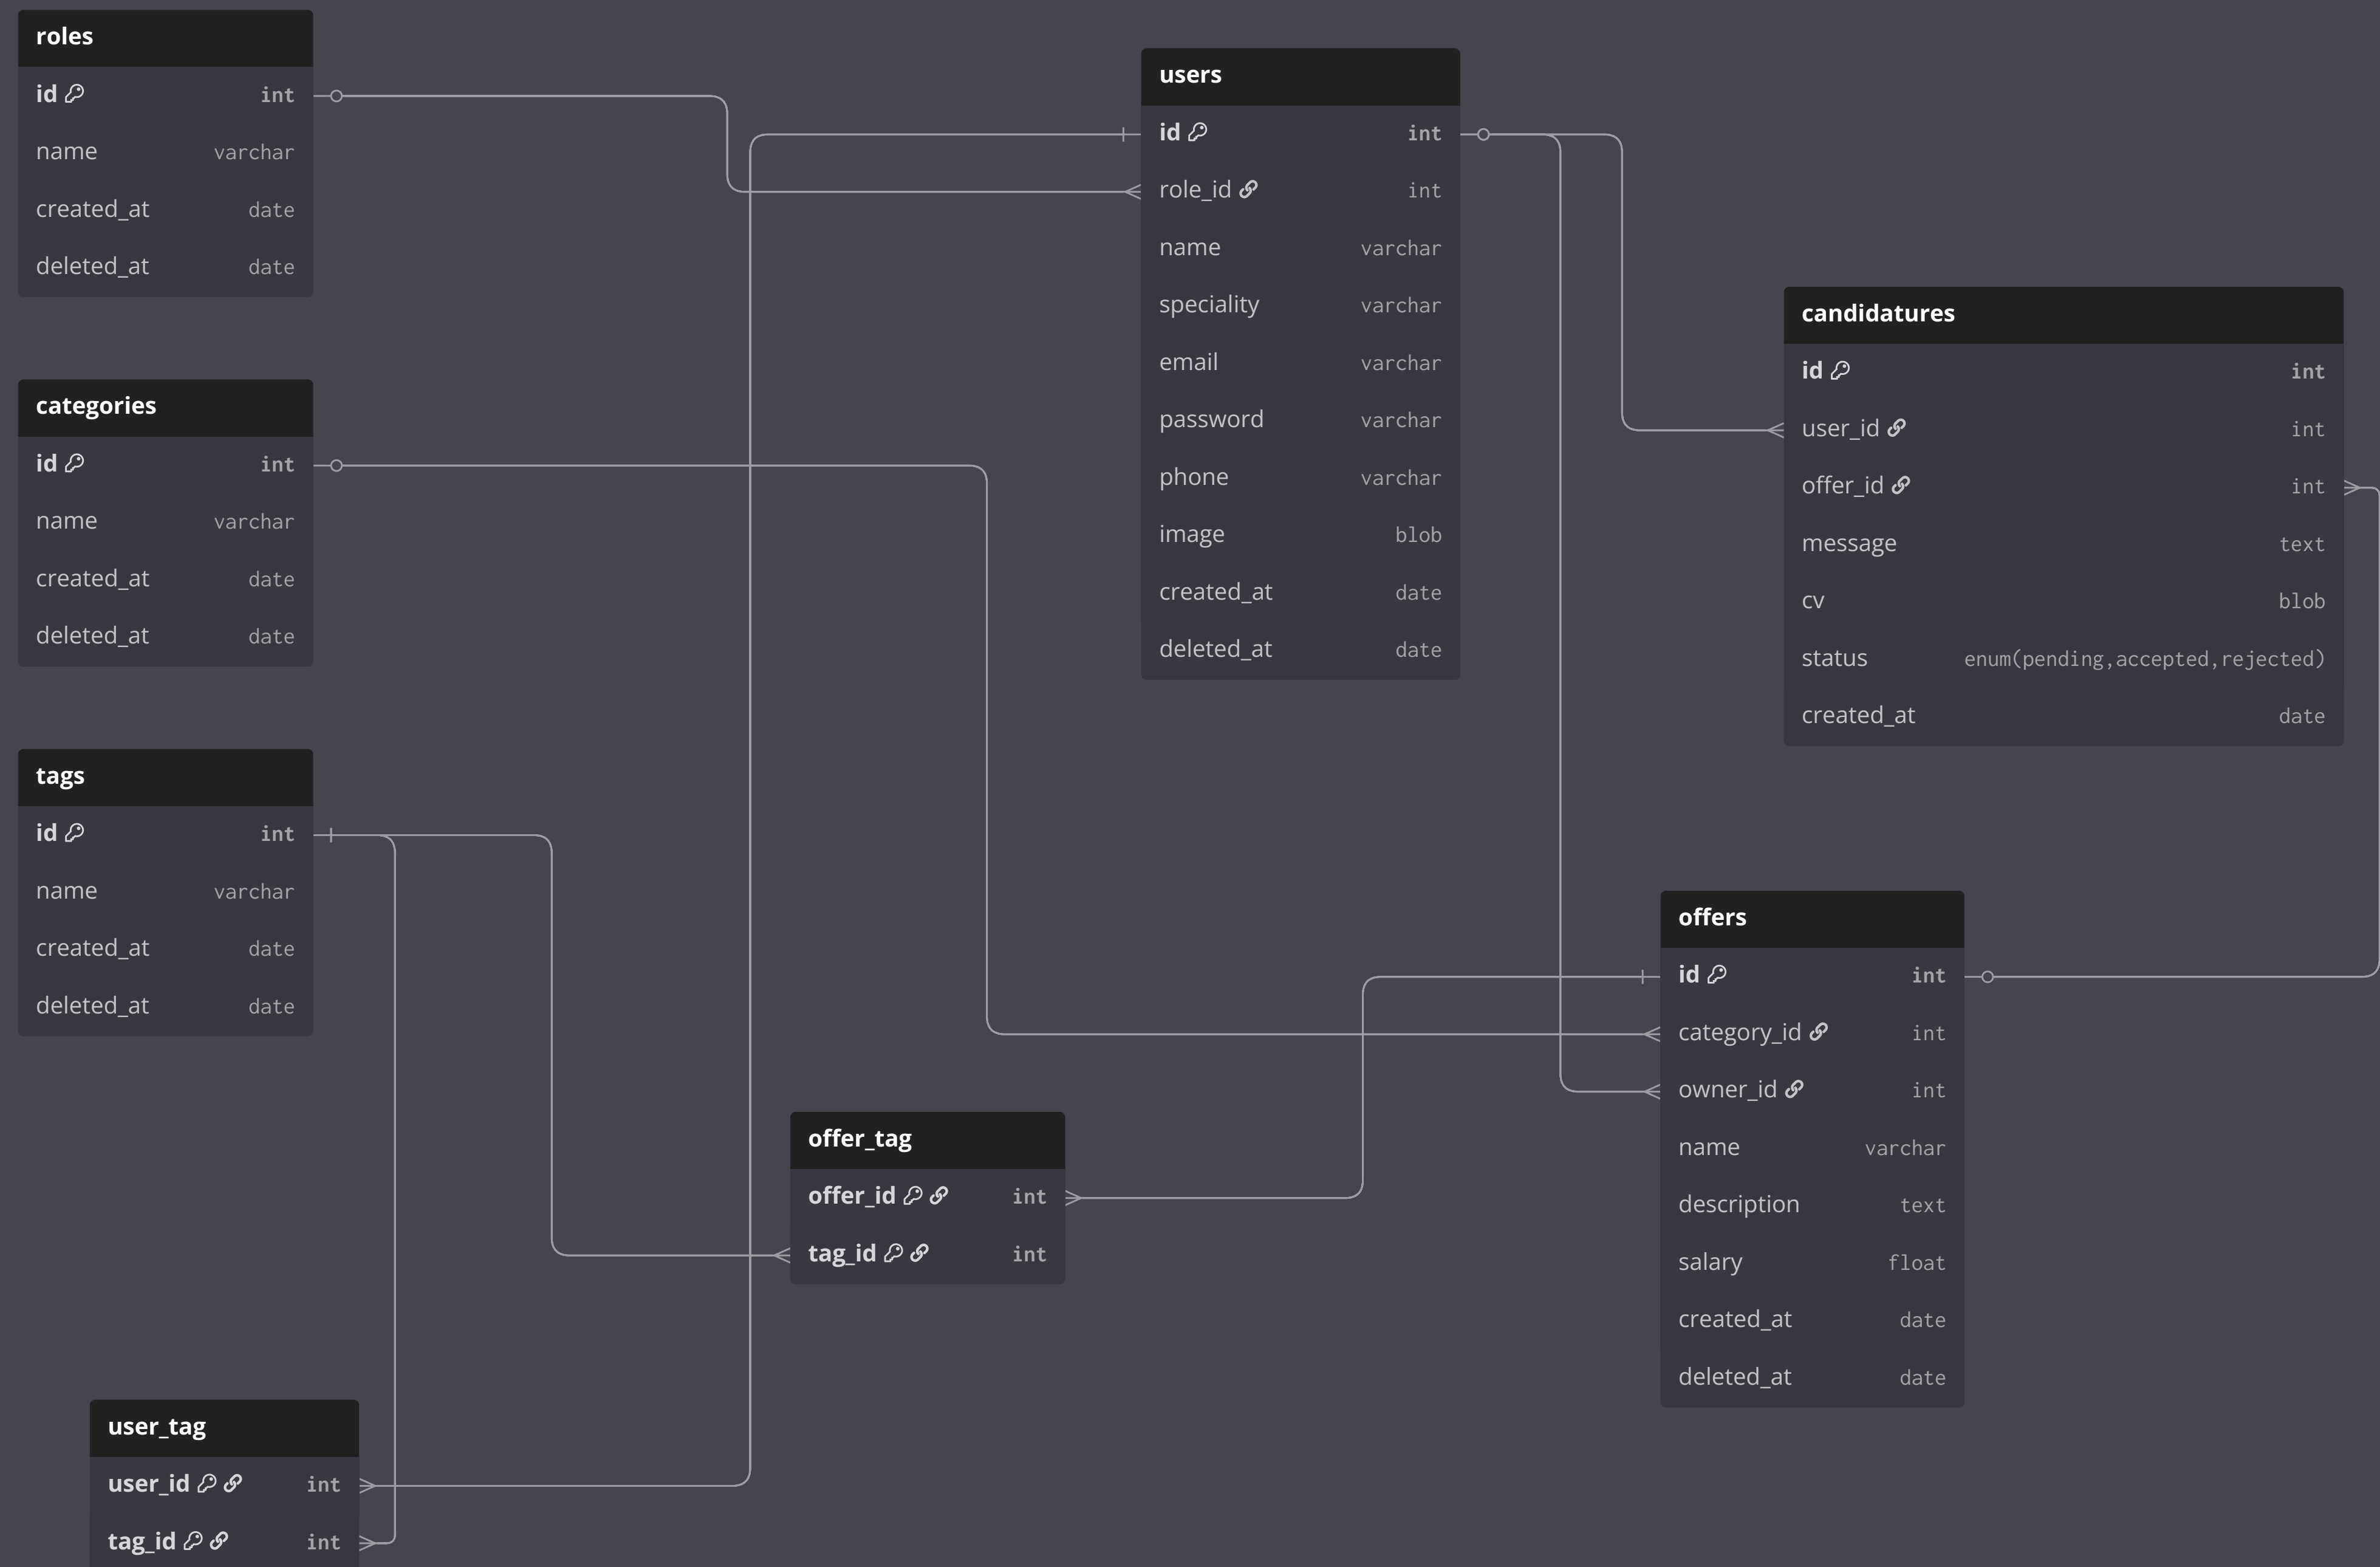 roles
id int
name varchar
created_at date
deleted_at date
categories
id int
name varchar
created_at date
deleted_at date
tags
id int
name varchar
created_at date
deleted_at date
user_tag
user_id int
tag_id int
offer_tag
offer_id int
tag_id int
users
id int
role_id int
name varchar
speciality varchar
email varchar
password varchar
phone varchar
image blob
created_at date
deleted_at date
candidatures
id int
user_id int
offer_id int
message text
cv blob
status enum(pending,accepted,rejected)
created_at date
offers
id int
category_id int
owner_id int
name varchar
description text
salary float
created_at date
deleted_at date